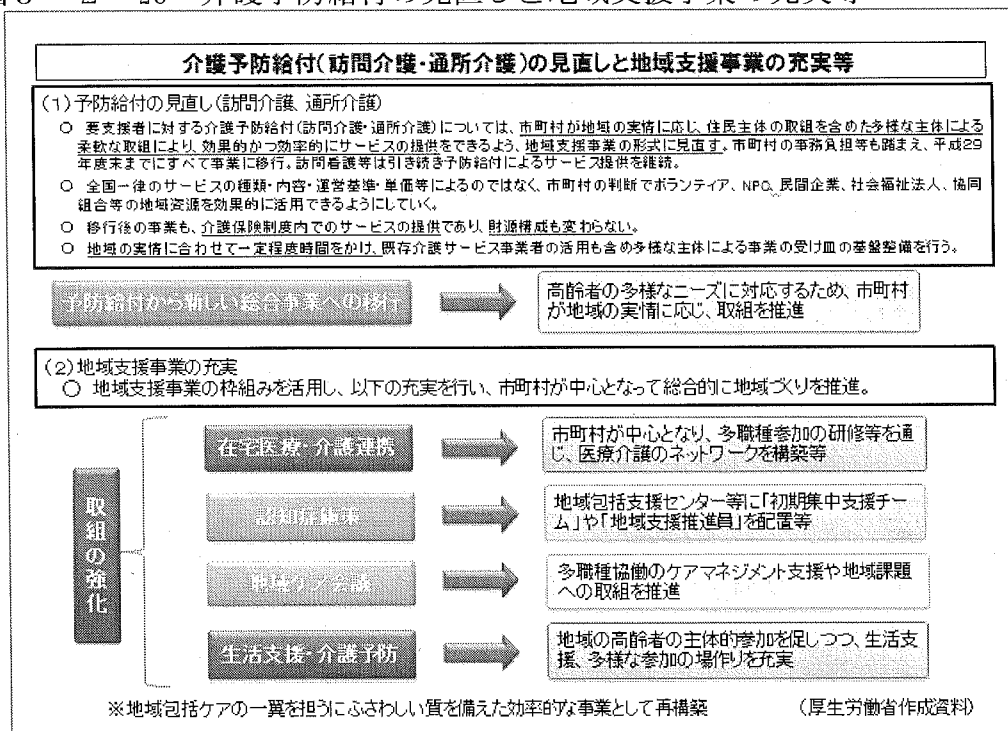 介護予防給付(訪問介護・通所介護)の見直しと地域支援事業の充実等
(1)予防給付の見直し(訪問介護、通所介護)
○ 要支援者に対する介護予防給付(訪問介護・通所介護)については、市町村が地域の実情に応じ、住民主体の取組を含めた多様な主体による
柔軟な取組により、効果的かつ効率的にサービスの提供をできるよう、地域支援事業の形式に見直す。市町村の事務負担等も踏まえ、平成29
年度末までにすべて事業に移行。訪問看護等は引き続き予防給付によるサービス提供を継続。
○ 全国一律のサービスの種類・内容・運営基準・単価等によるのではなく、市町村の判断でボランティア、NPO、民間企業、社会福祉法人、協同
組合等の地域資源を効果的に活用できるようにしていく。
○ 移行後の事業も、介護保険制度内でのサービスの提供であり、財源構成も変わらない。
○ 地域の実情に合わせて一定程度時間をかけ、既存介護サービス事業者の活用も含め多様な主体による事業の受け皿の基盤整備を行う。
予防給付から新しい総合事業への移行
高齢者の多様なニーズに対応するため、市町村
が地域の実情に応じ、取組を推進
(2)地域支援事業の充実
○ 地域支援事業の枠組みを活用し、以下の充実を行い、市町村が中心となって総合的に地域づくりを推進。
取組の強化
在宅医療・介護連携
市町村が中心となり、多職種参加の研修等を通
じ、医療介護のネットワークを構築等
認知症施策
地域包括支援センター等に「初期集中支援チー
ム」や「地域支援推進員」を配置等
地域ケア会議
多職種協働のケアマネジメント支援や地域課題
への取組を推進
生活支援・介護予防
地域の高齢者の主体的参加を促しつつ、生活支
援、多様な参加の場作りを充実
※地域包括ケアの一翼を担うにふさわしい質を備えた効率的な事業として再構築
(厚生労働省作成資料)